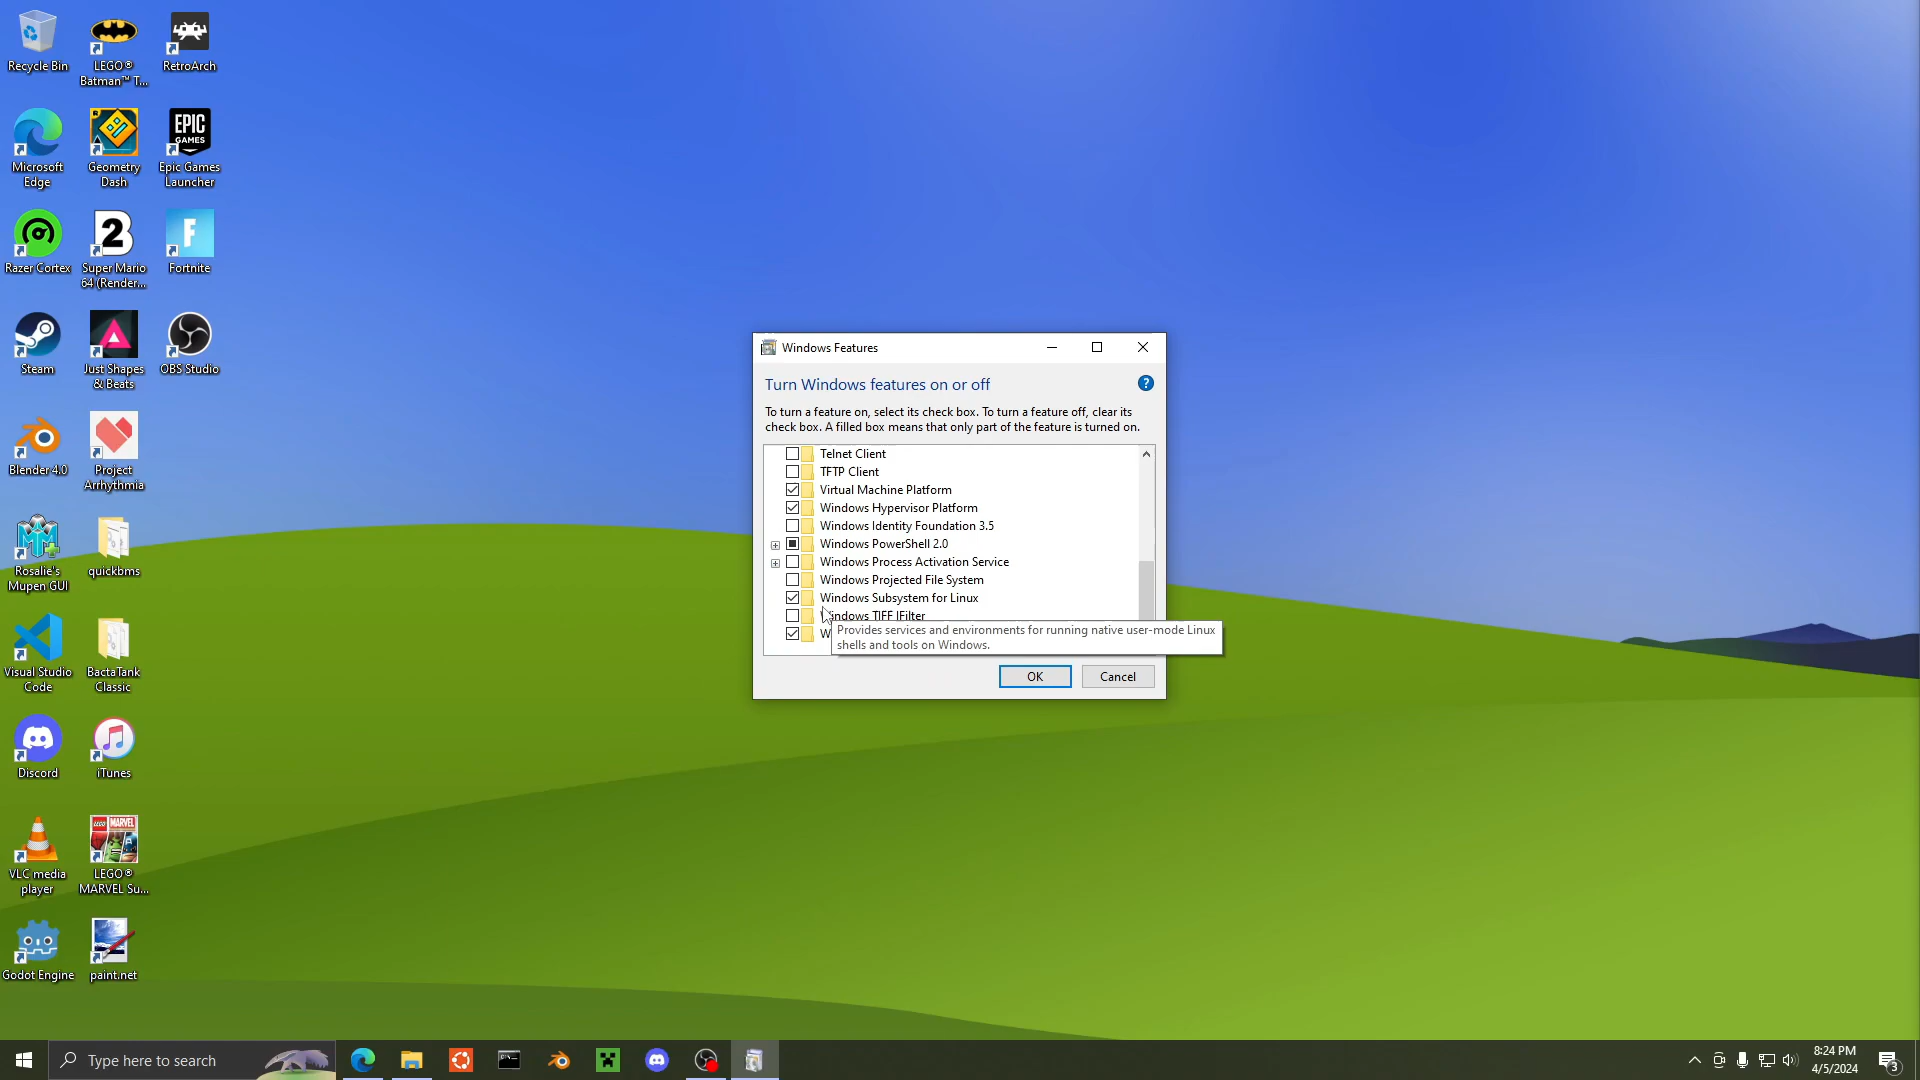 Recycle Bin
LEGO®
Batman™ T...
RetroArch
Microsoft
Edge
Geometry
Dash
EPIC
GAMES
Epic Games
Launcher
Razer Cortex
2
Super Mario
64 (Render...
F
Fortnite
Steam
Just Shapes
& Beats
OBS Studio
Blender 4.0
Project
Arrhythmia
Rosalie's
Mupen GUI
quickbms
Visual Studio
Code
BactaTank
Classic
Discord
iTunes
VLC media
player
LEGO MARVEL
LEGO®
MARVEL Su...
Godot Engine
paint.net
Windows Features
Turn Windows features on or off
?
To turn a feature on, select its check box. To turn a feature off, clear its
check box. A filled box means that only part of the feature is turned on.
Telnet Client
TFTP Client
Virtual Machine Platform
Windows Hypervisor Platform
Windows Identity Foundation 3.5
Windows PowerShell 2.0
Windows Process Activation Service
Windows Projected File System
Windows Subsystem for Linux
Windows TIFF IFilter
W
Provides services and environments for running native user-mode Linux
shells and tools on Windows.
OK
Cancel
Type here to search
8:24 PM
4/5/2024
3